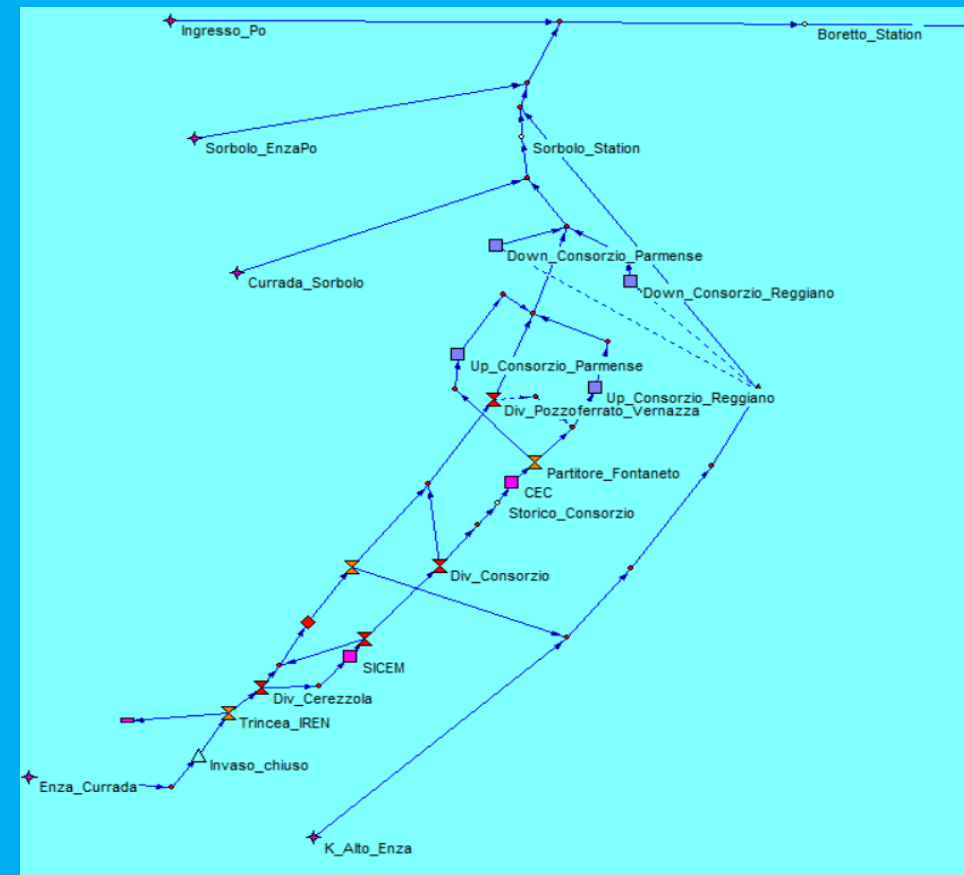 Ingresso_Po
Boretto_Station
Sorbolo_EnzaPo
Sorbolo_Station
Currada_Sorbolo
Down_Consorzio_Parmense
Down_Consorzio_Reggiano
Up_Consorzio_Parmense
Up_Consorzio_Reggiano
Div_Pozzoferrato_Vernazza
Partitore_Fontaneto
CEC
Storico_Consorzio
Div_Consorzio
SICEM
Div_Cerezzola
Trincea_IREN
Invaso_chiuso
Enza_Currada
K_Alto_Enza